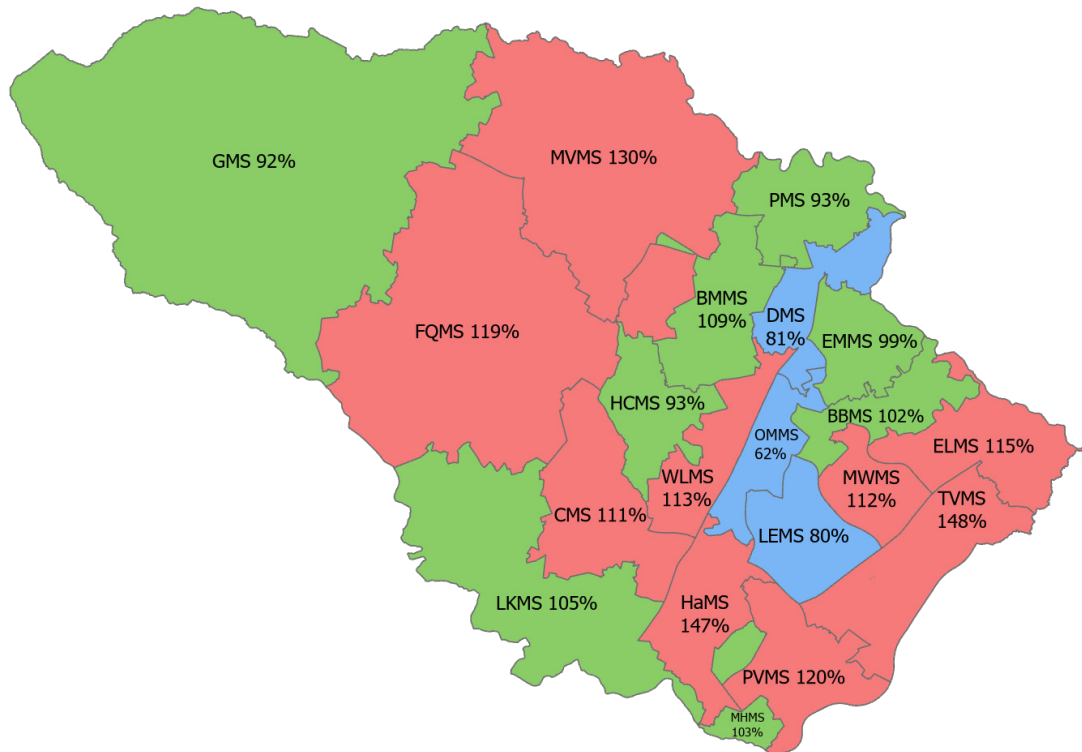 GMS 92%
MVMS 130%
PMS 93%
BMMS
109%
DMS
81%
FQMS 119%
EMMS 99%
HCMS 93%
BBMS 102%
OMMS
62%
ELMS 115%
WLMS
113%
MWMS
112%
TVMS
148%
CMS 111%
LEMS 80%
LKMS 105%
HaMS
147%
PVMS 120%
MHMS
103%